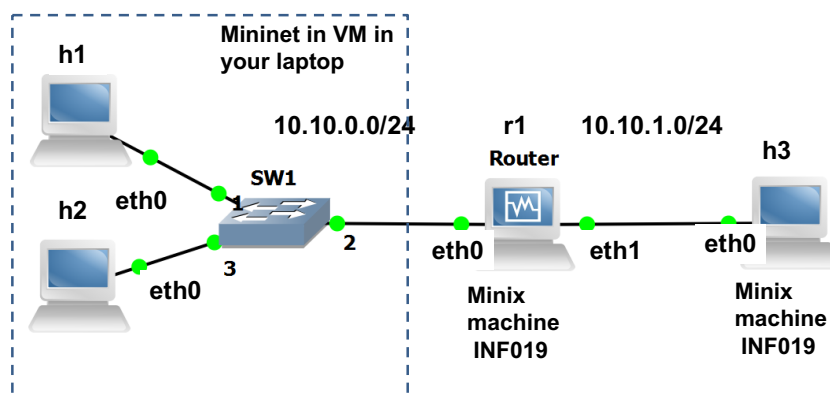 Mininet in VM in
your laptop
h1
10.10.0.0/24
r1
10.10.1.0/24
Router
h3
SW1
1
eth0
h2
2
3
eth0
eth0
eth1
eth0
Minix
machine
INF019
Minix
machine
INF019